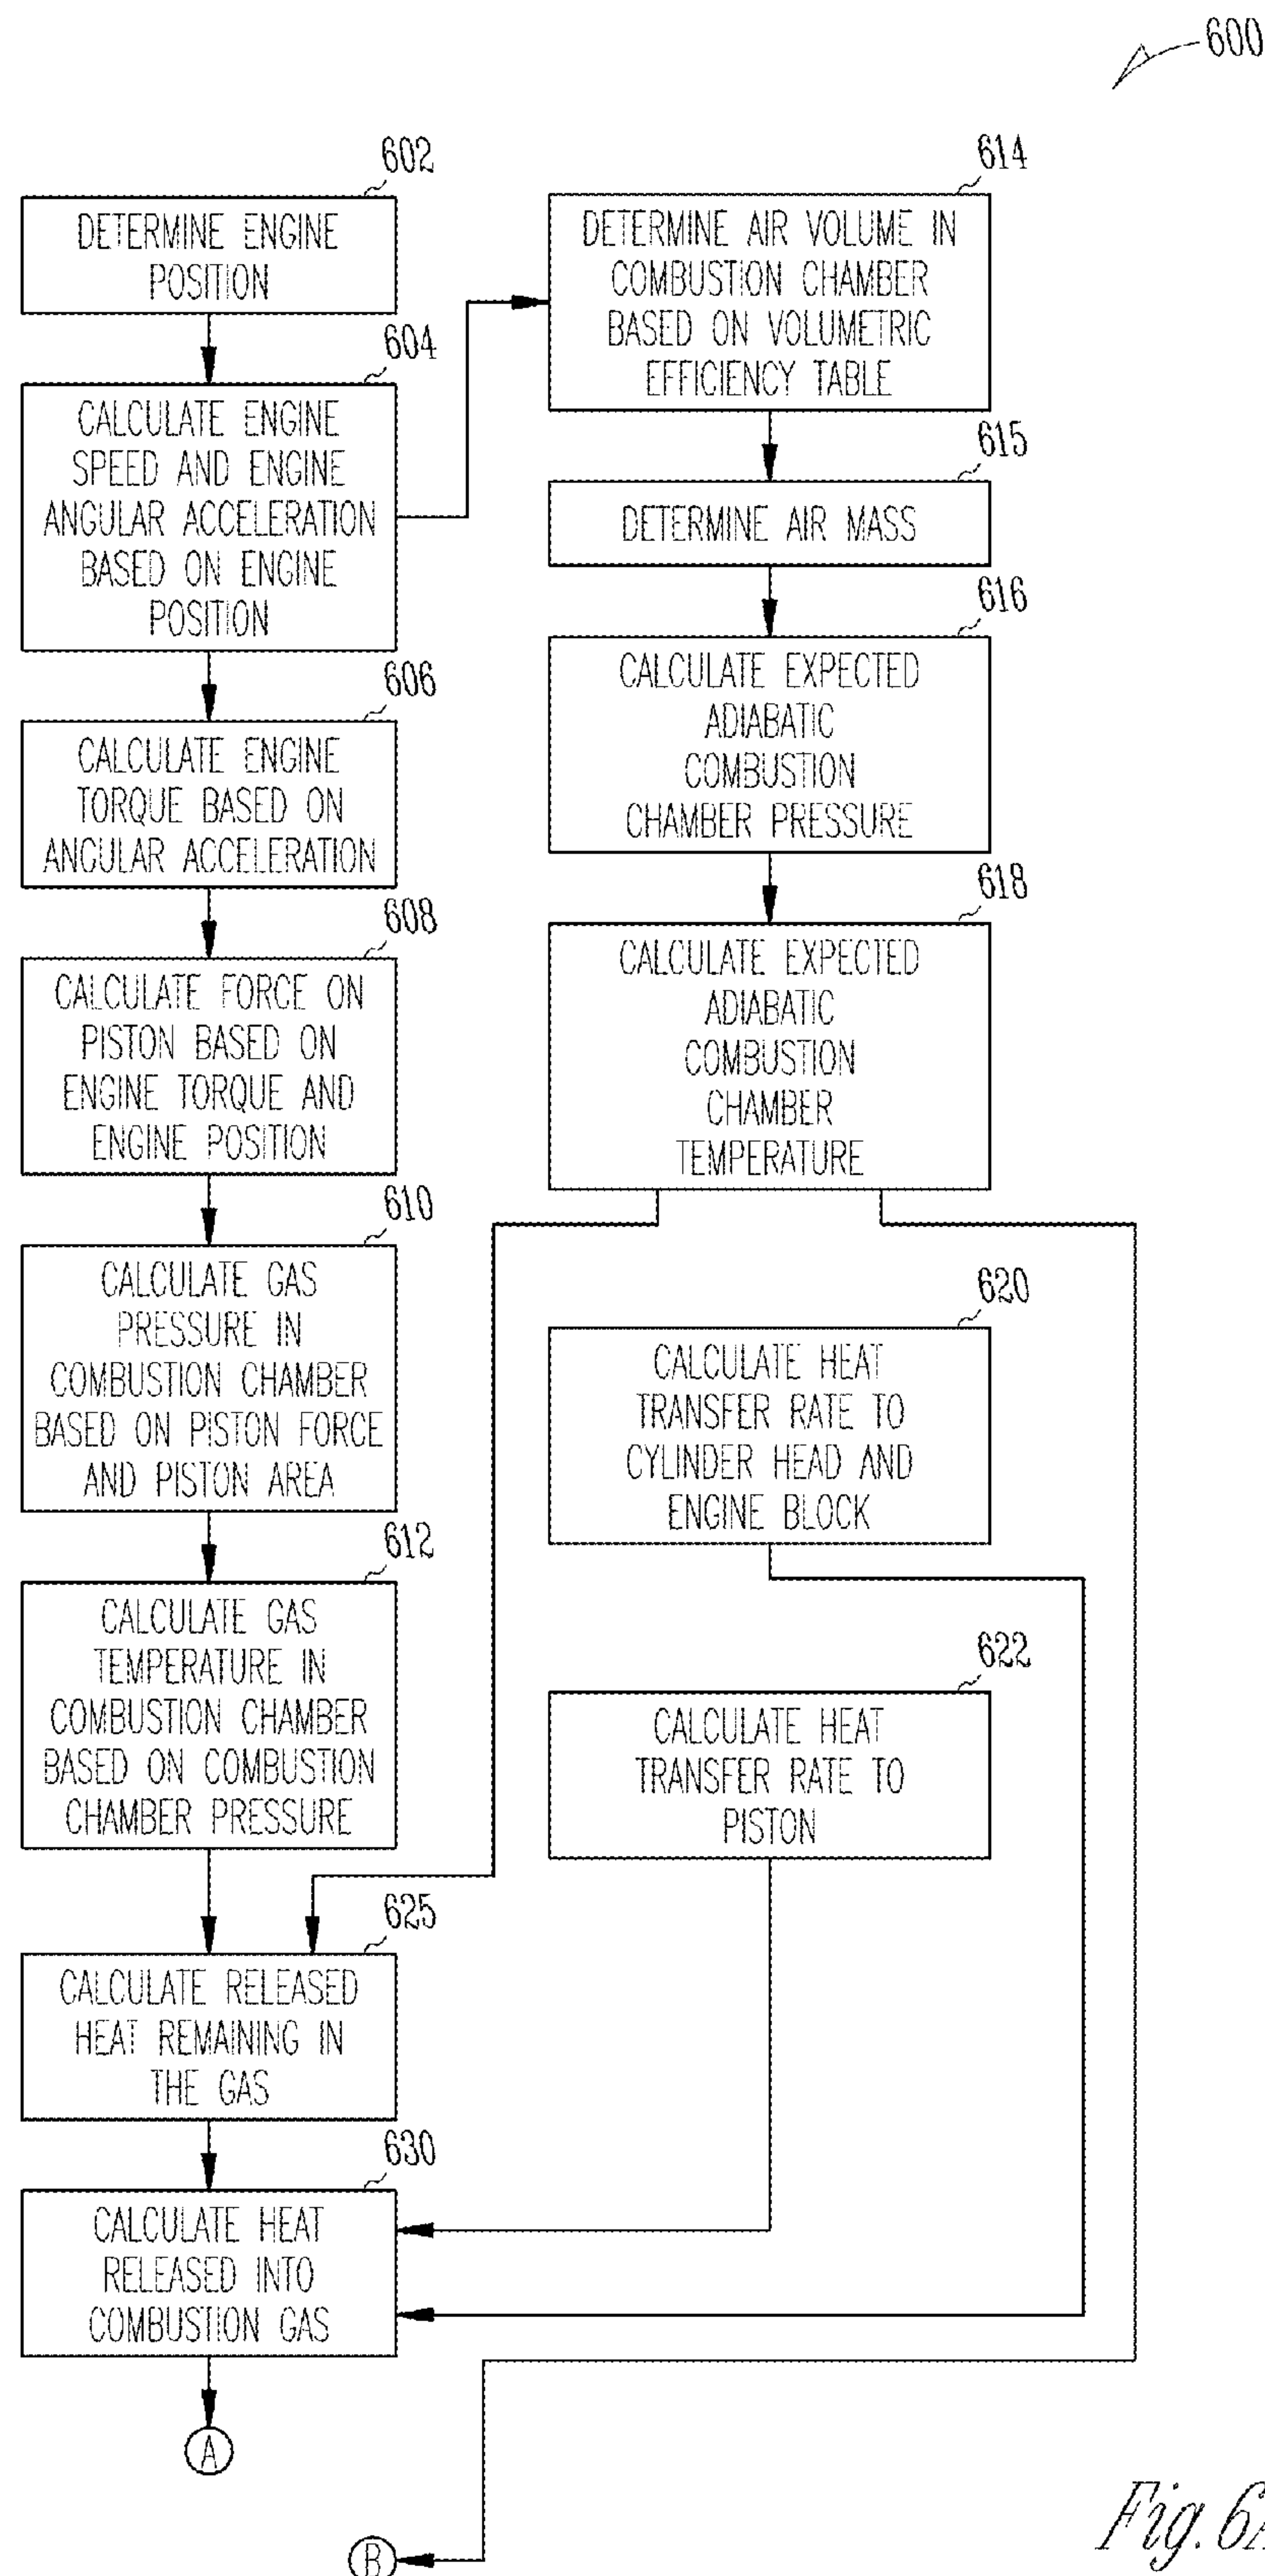 600
602
DETERMINE ENGINE
POSITION
604
CALCULATE ENGINE
SPEED AND ENGINE
ANGULAR ACCELERATION
BASED ON ENGINE
POSITION
606
CALCULATE ENGINE
TORQUE BASED ON
ANGULAR ACCELERATION
608
CALCULATE FORCE ON
PISTON BASED ON
ENGINE TORQUE AND
ENGINE POSITION
610
CALCULATE GAS
PRESSURE IN
COMBUSTION CHAMBER
BASED ON PISTON FORCE
AND PISTON AREA
612
CALCULATE GAS
TEMPERATURE IN
COMBUSTION CHAMBER
BASED ON COMBUSTION
CHAMBER PRESSURE
614
DETERMINE AIR VOLUME IN
COMBUSTION CHAMBER
BASED ON VOLUMETRIC
EFFICIENCY TABLE
615
DETERMINE AIR MASS
616
CALCULATE EXPECTED
ADIABATIC
COMBUSTION
CHAMBER PRESSURE
618
CALCULATE EXPECTED
ADIABATIC
COMBUSTION
CHAMBER
TEMPERATURE
620
CALCULATE HEAT
TRANSFER RATE TO
CYLINDER HEAD AND
ENGINE BLOCK
622
CALCULATE HEAT
TRANSFER RATE TO
PISTON
625
CALCULATE RELEASED
HEAT REMAINING IN
THE GAS
630
CALCULATE HEAT
RELEASED INTO
COMBUSTION GAS
A
B
Fig. 6A